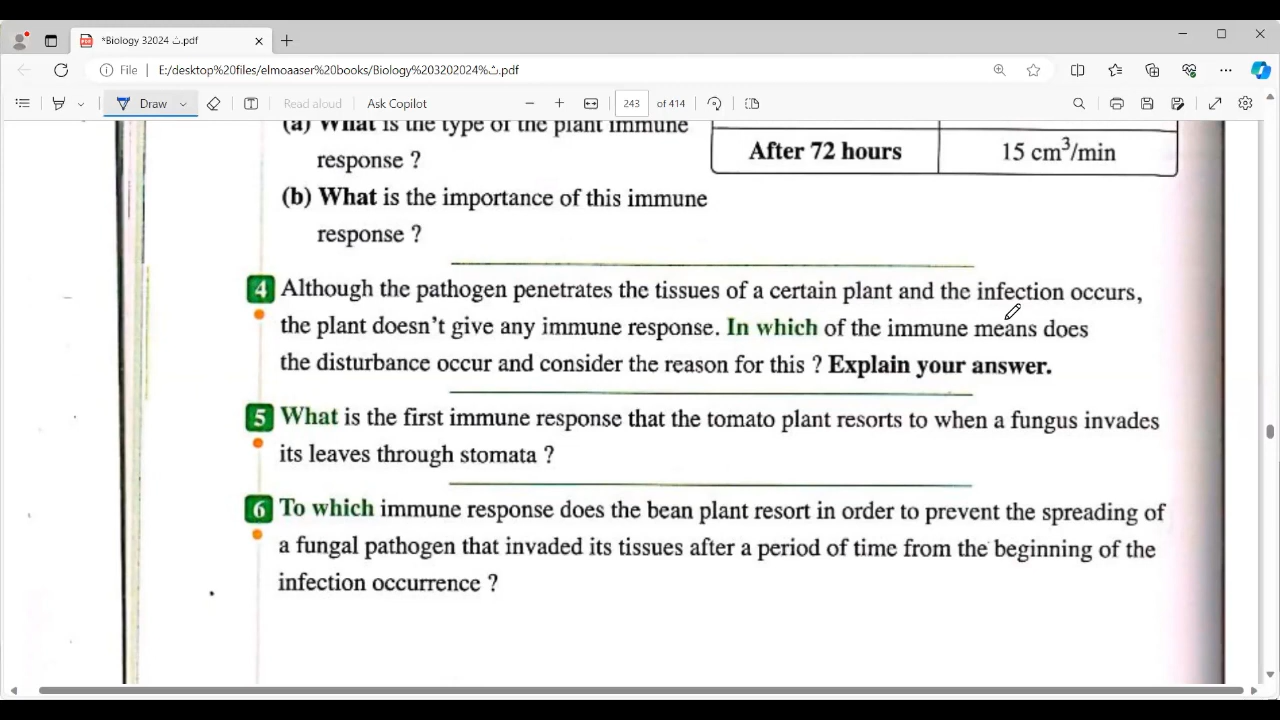 *Biology 32024 ث.pdf
File
E:/desktop%20files/elmoaaser%20books/Biology%203202024%ث.pdf
Draw
Read aloud
Ask Copilot
243
of 414
(a) What is the type of the plant immune
response ?
After 72 hours
15 cm³/min
(b) What is the importance of this immune
response ?
4 Although the pathogen penetrates the tissues of a certain plant and the infection occurs,
the plant doesn't give any immune response. In which of the immune means does
the disturbance occur and consider the reason for this ? Explain your answer.
5 What is the first immune response that the tomato plant resorts to when a fungus invades
its leaves through stomata ?
6 To which immune response does the bean plant resort in order to prevent the spreading of
a fungal pathogen that invaded its tissues after a period of time from the beginning of the
infection occurrence ?